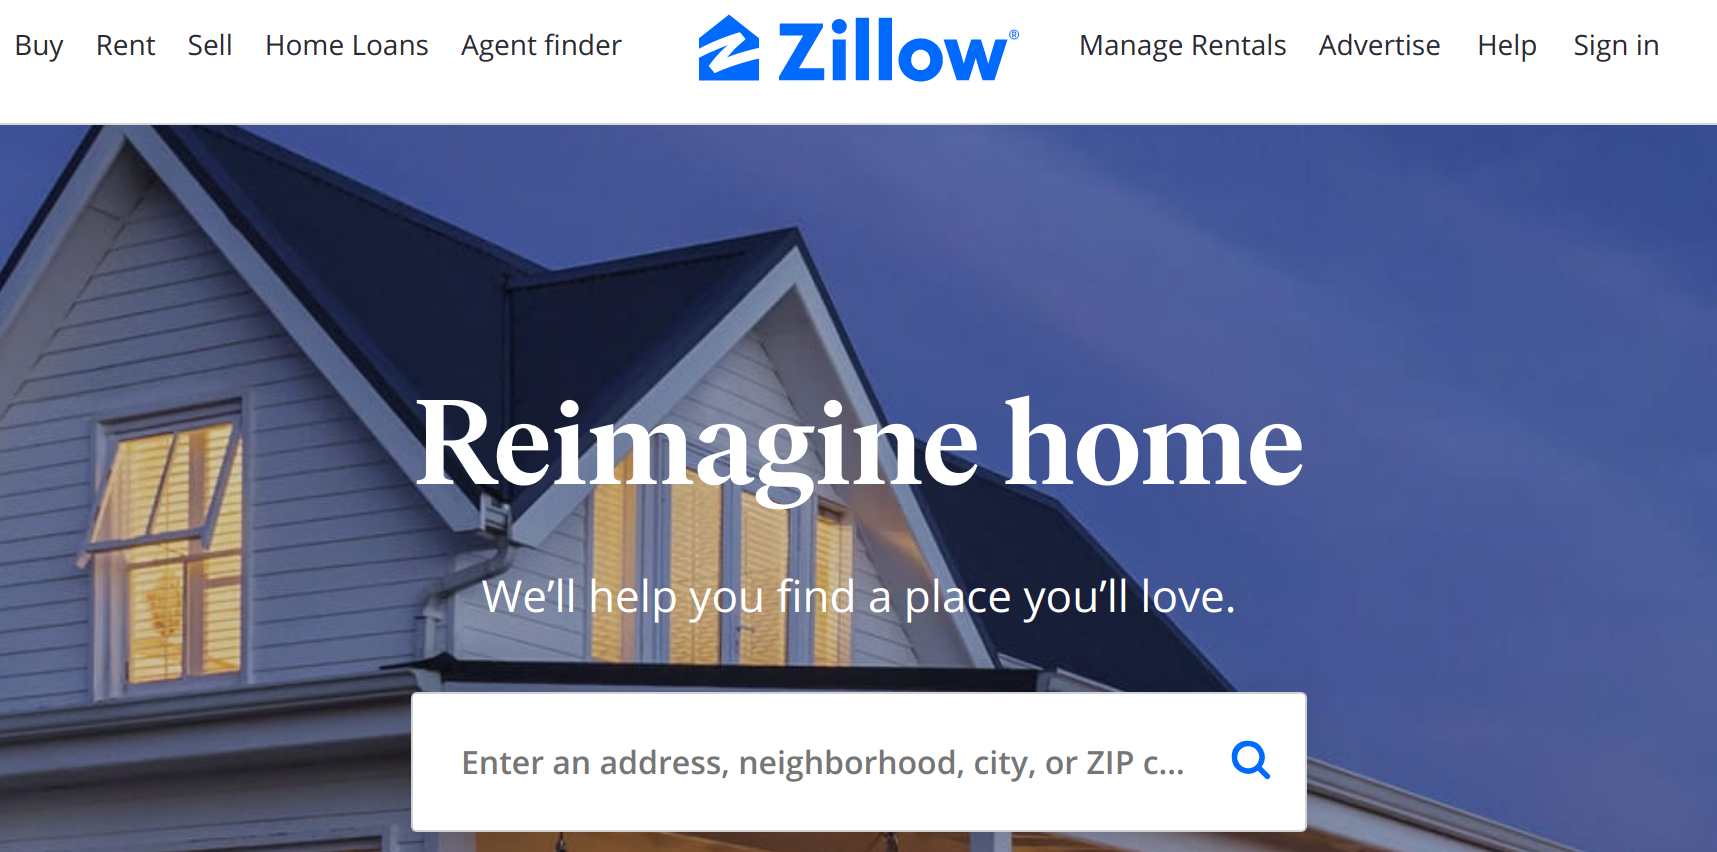 Buy Rent Sell Home Loans Agent finder Zillow® Manage Rentals Advertise Help Sign in
Reimagine home
We’ll help you find a place you’ll love.
Enter an address, neighborhood, city, or ZIP c...